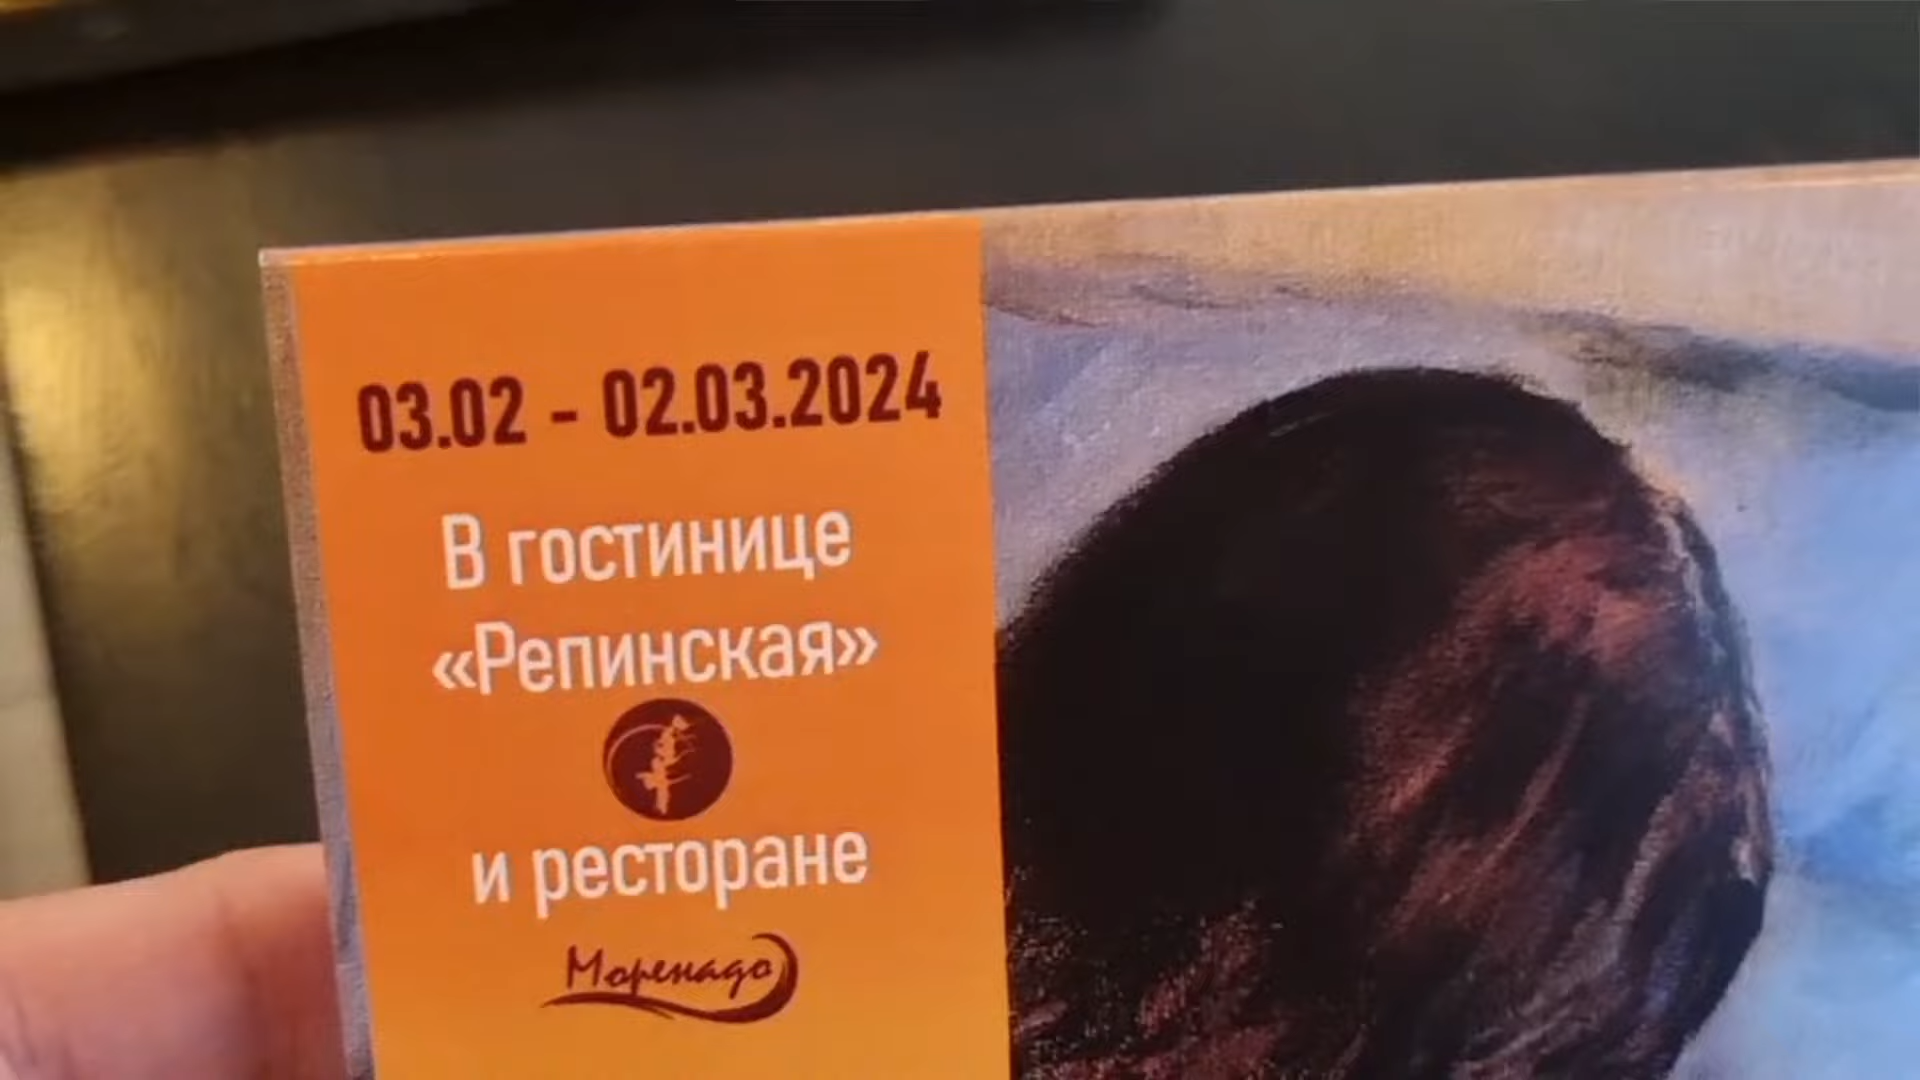 03.02 - 02.03.2024
В гостинице
«Репинская»
и ресторане
Моренадо